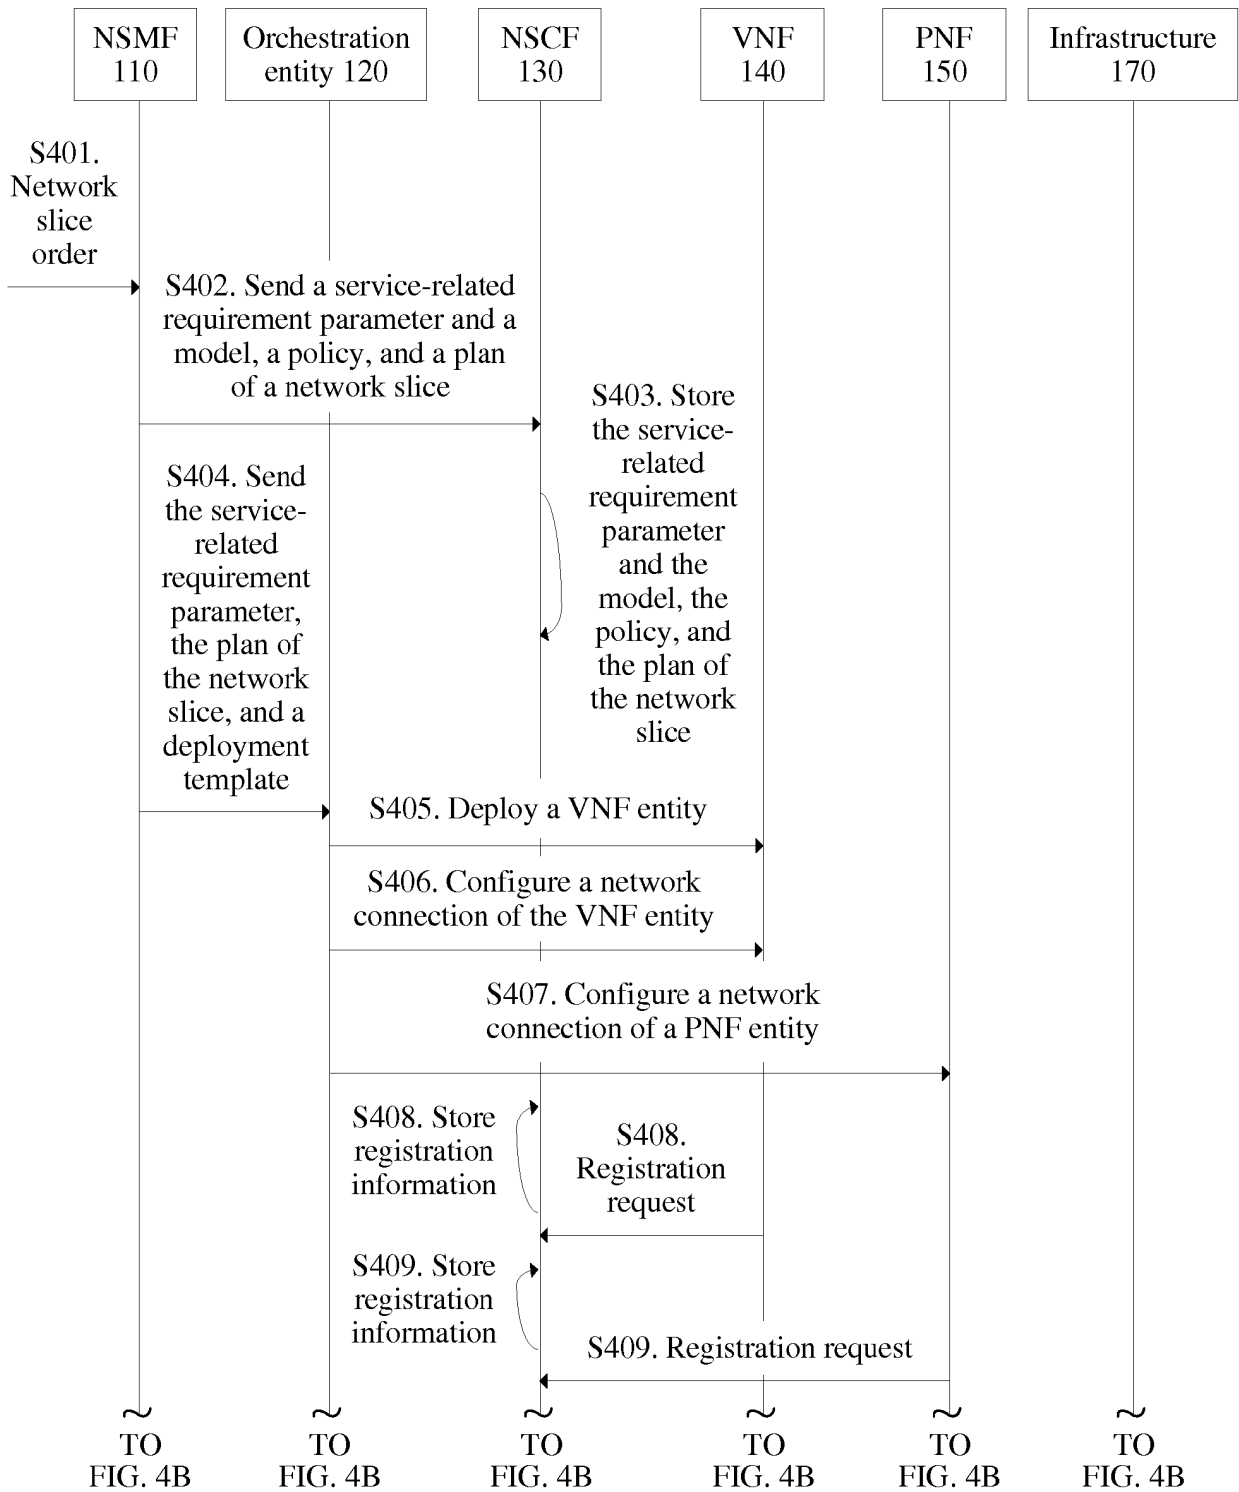 NSMF
110
Orchestration
entity 120
NSCF
130
VNF
140
PNF
150
Infrastructure
170
S401.
Network
slice
order
S402. Send a service-related
requirement parameter and a
model, a policy, and a plan
of a network slice
S403. Store
the service-
related
requirement
parameter
and the
model, the
policy, and
the plan of
the network
slice
S404. Send
the service-
related
requirement
parameter,
the plan of
the network
slice, and a
deployment
template
S405. Deploy a VNF entity
S406. Configure a network
connection of the VNF entity
S407. Configure a network
connection of a PNF entity
S408. Store
registration
information
S408.
Registration
request
S409. Store
registration
information
S409. Registration request
TO
FIG. 4B
TO
FIG. 4B
TO
FIG. 4B
TO
FIG. 4B
TO
FIG. 4B
TO
FIG. 4B